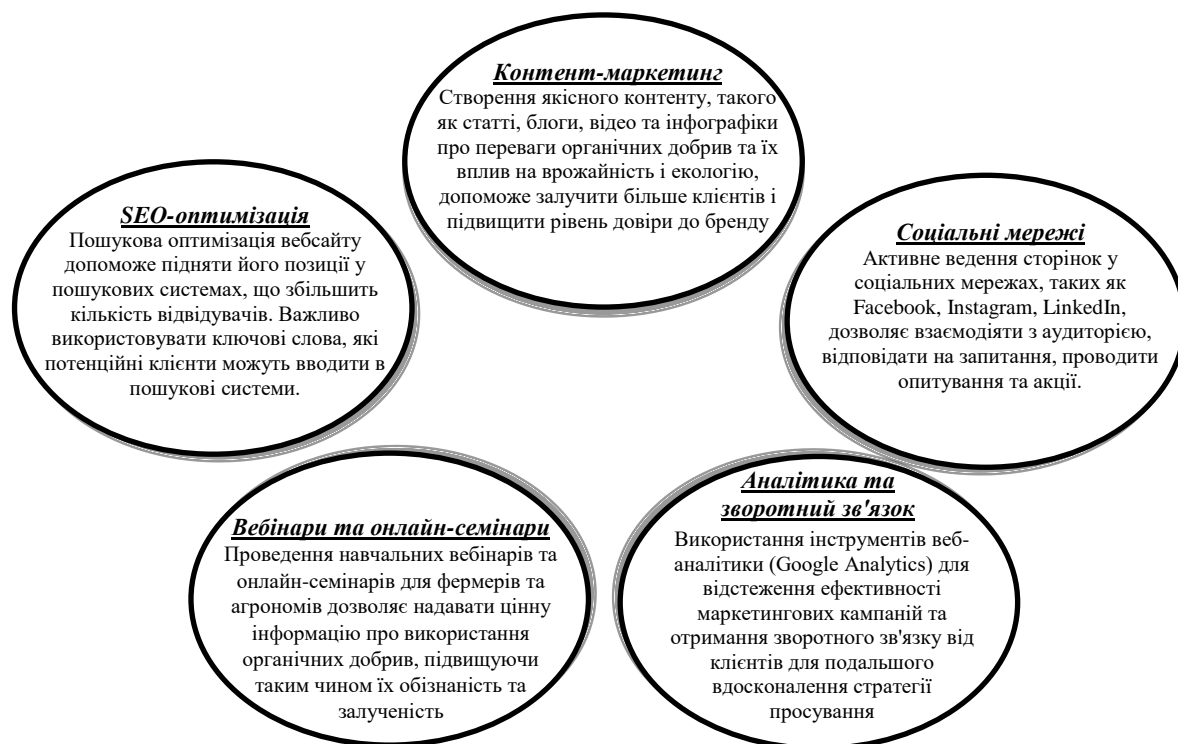 Контент-маркетинг
Створення якісного контенту, такого
як статті, блоги, відео та інфографіки
про переваги органічних добрив та їх
вплив на врожайність і екологію,
допоможе залучити більше клієнтів і
підвищити рівень довіри до бренду
SEO-оптимізація
Пошукова оптимізація вебсайту
допоможе підняти його позиції у
пошукових системах, що збільшить
кількість відвідувачів. Важливо
використовувати ключові слова, які
потенційні клієнти можуть вводити в
пошукові системи.
Соціальні мережі
Активне ведення сторінок у
соціальних мережах, таких як
Facebook, Instagram, LinkedIn,
дозволяє взаємодіяти з аудиторією,
відповідати на запитання, проводити
опитування та акції.
Вебінари та онлайн-семінари
Проведення навчальних вебінарів та
онлайн-семінарів для фермерів та
агрономів дозволяє надавати цінну
інформацію про використання
органічних добрив, підвищуючи
таким чином їх обізнаність та
залученість
Аналітика та
зворотний зв'язок
Використання інструментів веб-
аналітики (Google Analytics) для
відстеження ефективності
маркетингових кампаній та
отримання зворотного зв'язку від
клієнтів для подальшого
вдосконалення стратегії
просування